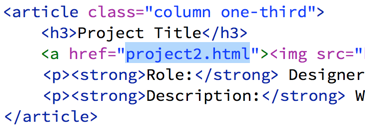 <article class="column one-third">
<h3>Project Title</h3>
<a href="project2.html"><img src="
<p><strong>Role:</strong> Designer
<p><strong>Description:</strong> W
</article>